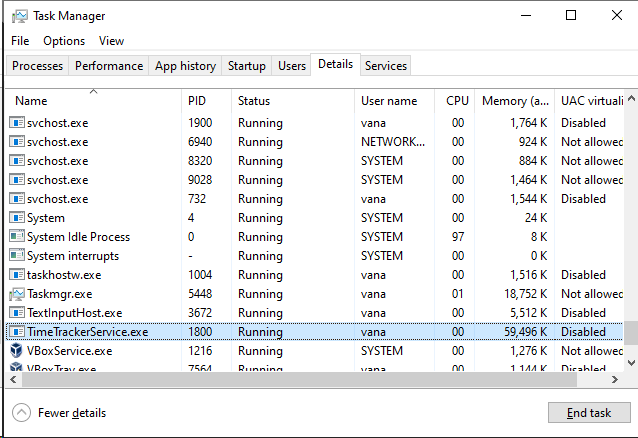 Task Manager
File Options View
Processes Performance App history Startup Users Details Services
Name PID Status User name CPU Memory (a... UAC virtuali
svchost.exe 1900 Running vana 00 1,764 K Disabled
svchost.exe 6940 Running NETWORK... 00 924 K Not allowed
svchost.exe 8320 Running SYSTEM 00 884 K Not allowed
svchost.exe 9028 Running SYSTEM 00 1,464 K Not allowed
svchost.exe 732 Running vana 00 1,544 K Disabled
System 4 Running SYSTEM 00 24 K
System Idle Process 0 Running SYSTEM 97 8 K
System interrupts - Running SYSTEM 00 0 K
taskhostw.exe 1004 Running vana 00 1,516 K Disabled
Taskmgr.exe 5448 Running vana 01 18,752 K Not allowed
TextInputHost.exe 3672 Running vana 00 5,512 K Disabled
TimeTrackerService.exe 1800 Running vana 00 59,496 K Disabled
VBoxService.exe 1216 Running SYSTEM 00 1,276 K Not allowed
VBoxTray.exe 7564 Running vana 00 1,144 K Disabled
Fewer details End task